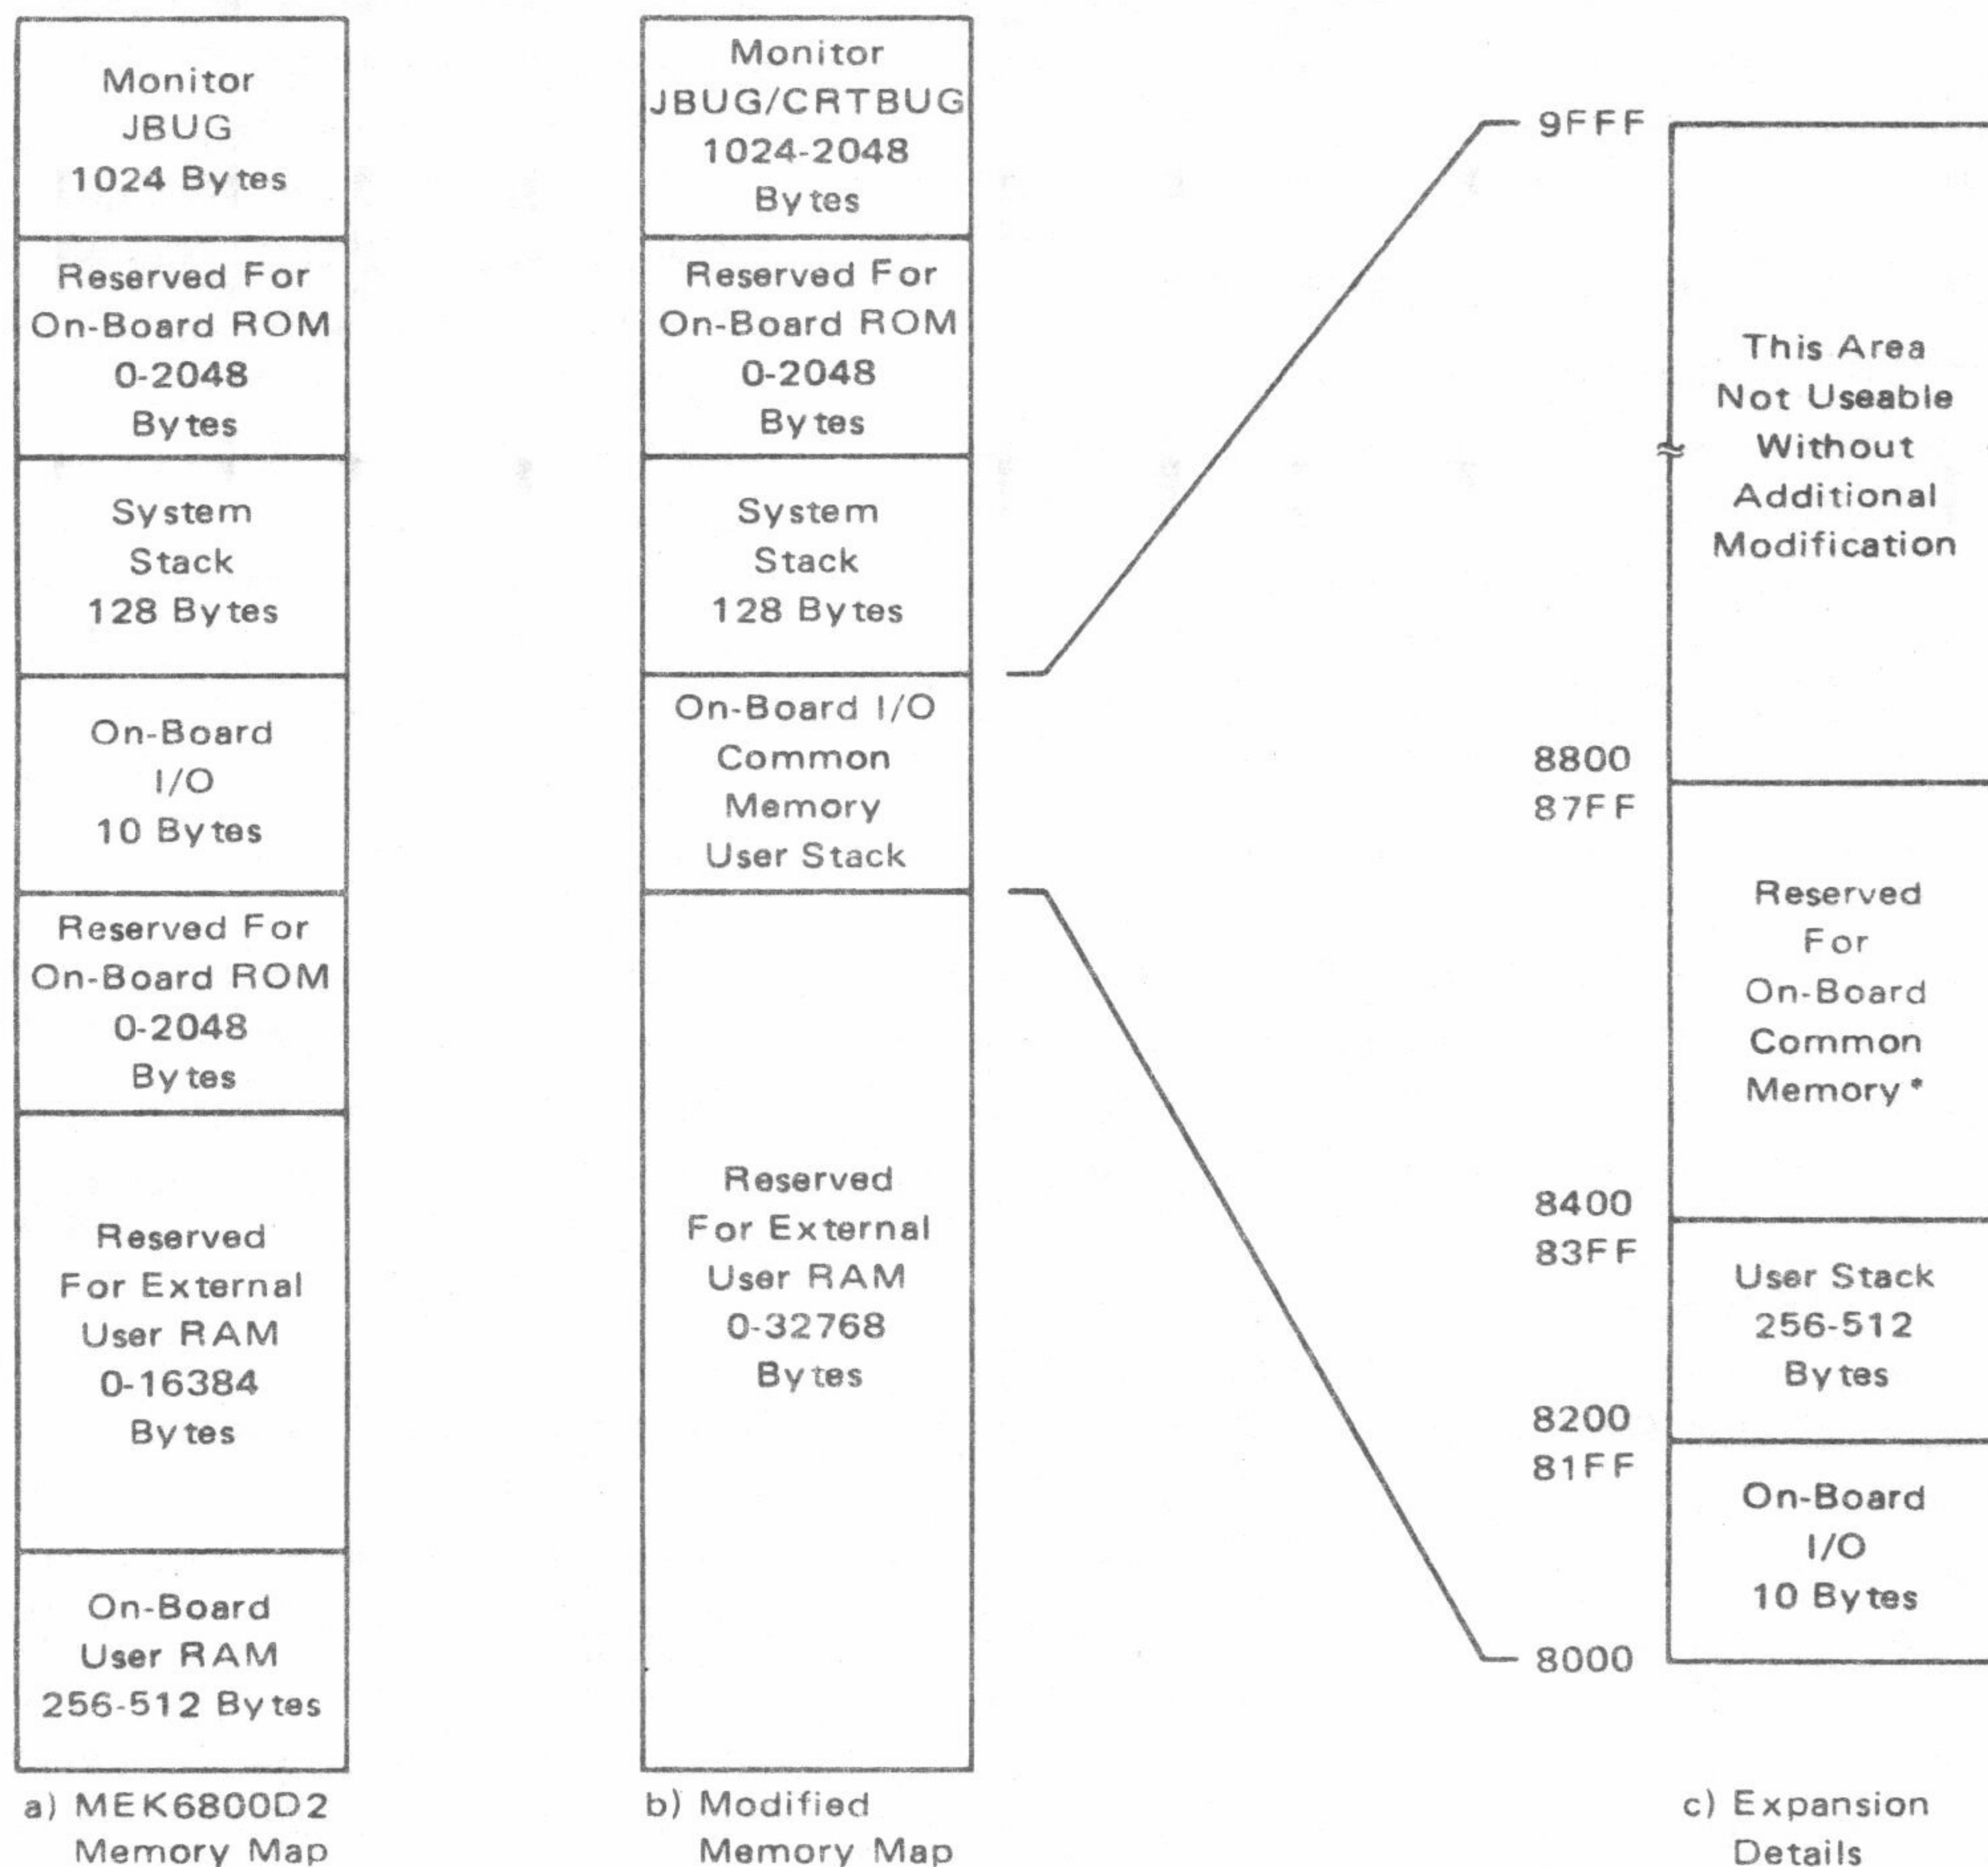 Monitor
JBUG
1024 Bytes
Reserved For
On-Board ROM
0-2048
Bytes
System
Stack
128 Bytes
On-Board
I/O
10 Bytes
Reserved For
On-Board ROM
0-2048
Bytes
Reserved
For External
User RAM
0-16384
Bytes
On-Board
User RAM
256-512 Bytes
a) MEK6800D2
Memory Map
Monitor
JBUG/CRTBUG
1024-2048
Bytes
Reserved For
On-Board ROM
0-2048
Bytes
System
Stack
128 Bytes
On-Board I/O
Common
Memory
User Stack
Reserved
For External
User RAM
0-32768
Bytes
b) Modified
Memory Map
9FFF
This Area
Not Useable
Without
Additional
Modification
8800
87FF
Reserved
For
On-Board
Common
Memory*
8400
83FF
User Stack
256-512
Bytes
8200
81FF
On-Board
I/O
10 Bytes
8000
c) Expansion
Details